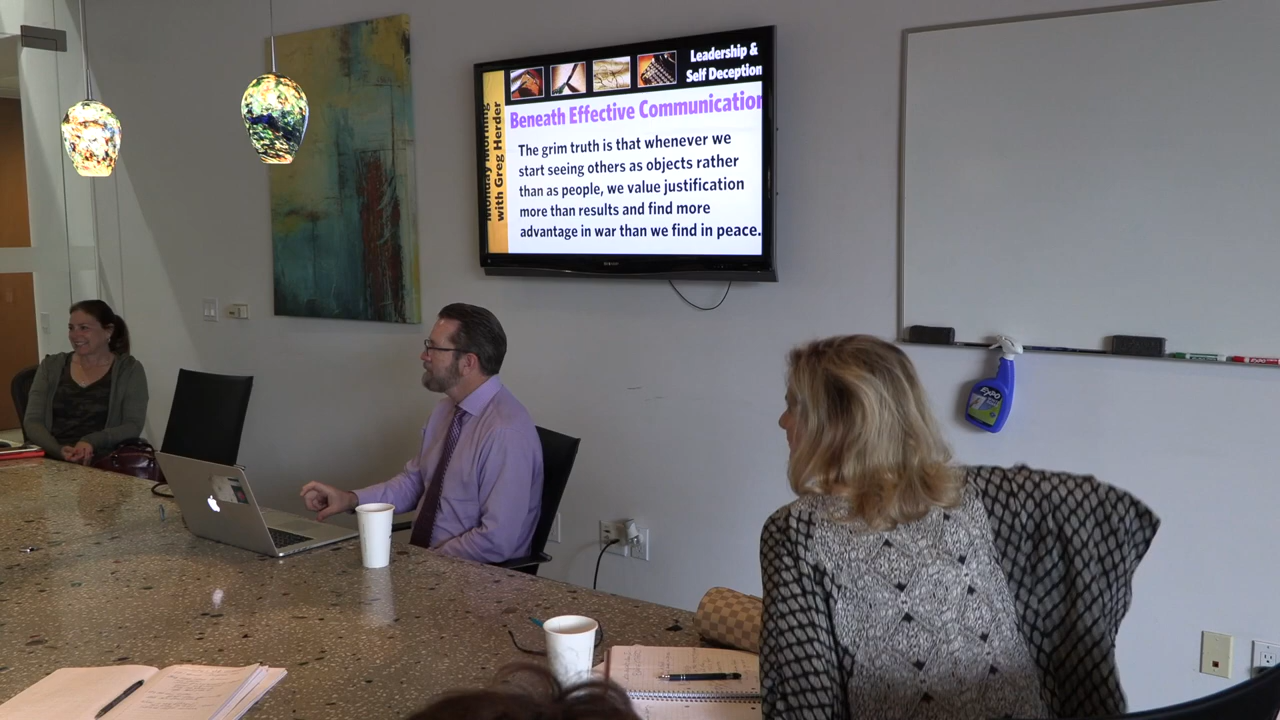 Leadership &
Self Deception
Monday Morning
with Greg Herder
Beneath Effective Communication
The grim truth is that whenever we
start seeing others as objects rather
than as people, we value justification
more than results and find more
advantage in war than we find in peace.
EXPO